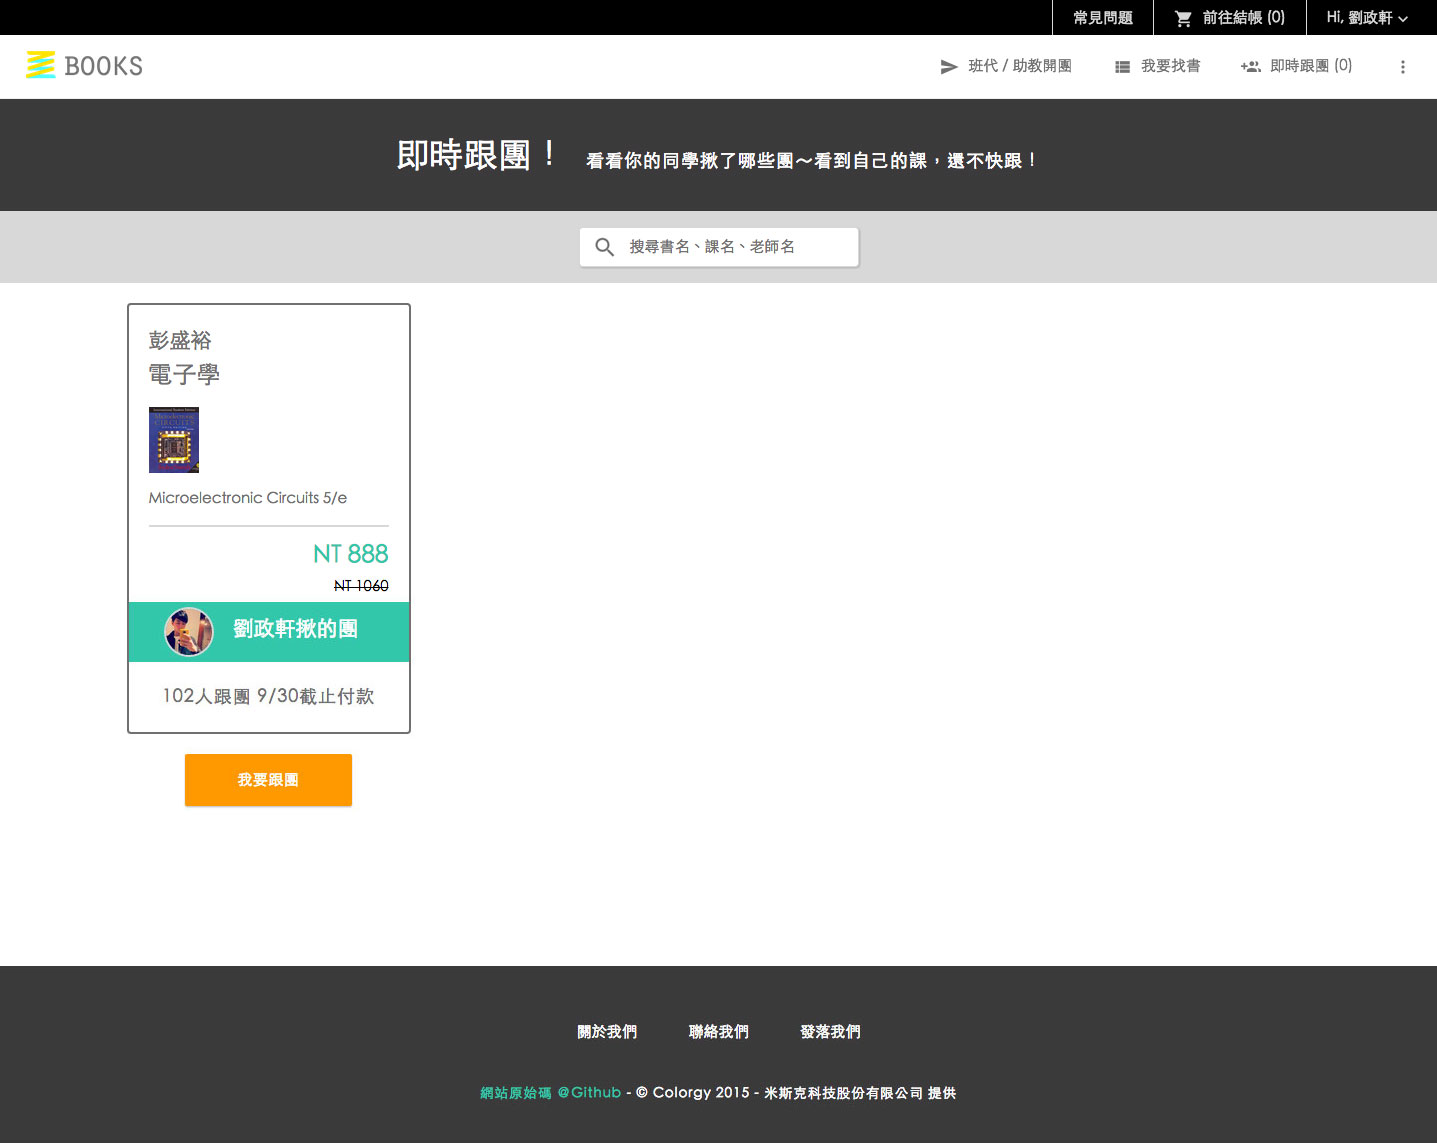 常見問題
前往結帳 (0)
Hi, 劉政軒
BOOKS
班代 / 助教開團
我要找書
即時跟團 (0)
即時跟團！
看看你的同學揪了哪些團～看到自己的課，還不快跟！
搜尋書名、課名、老師名
彭盛裕
電子學
Microelectronic
CIRCUITS
Microelectronic Circuits 5/e
NT 888
NT 1060
劉政軒揪的團
102人跟團 9/30截止付款
我要跟團
關於我們
聯絡我們
發落我們
網站原始碼 @Github - © Colorgy 2015 - 米斯克科技股份有限公司 提供